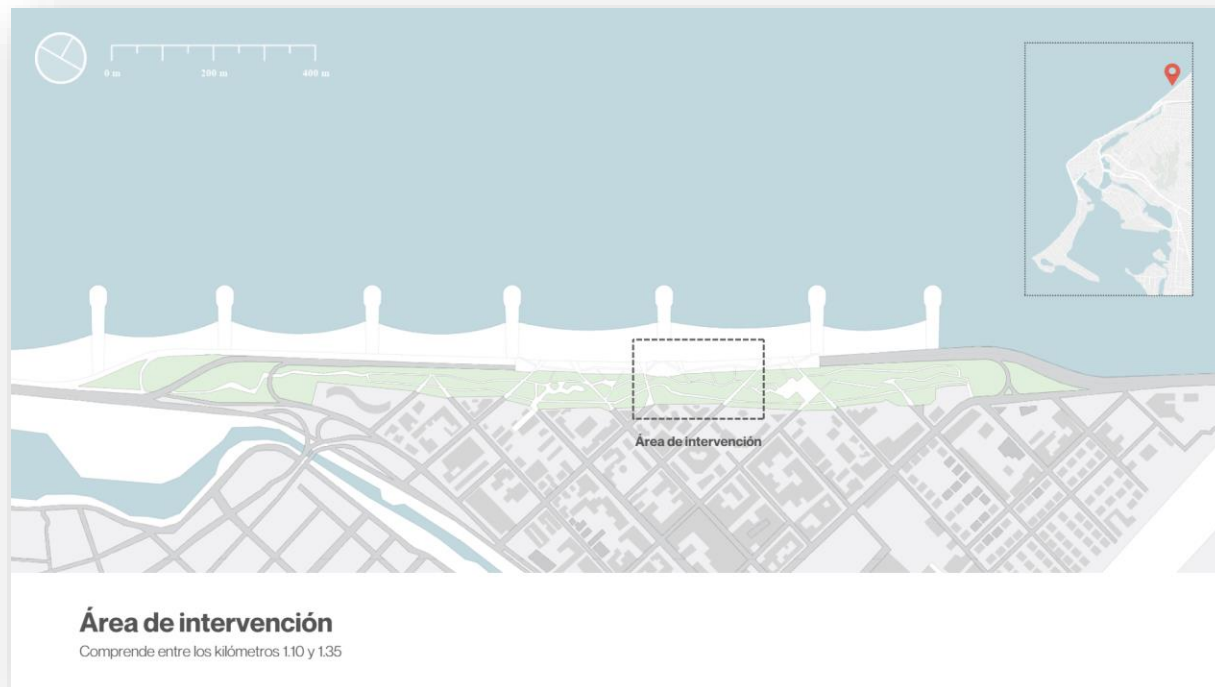 0 m 200 m 400 m
Área de intervención
Área de intervención
Comprende entre los kilómetros 1.10 y 1.35